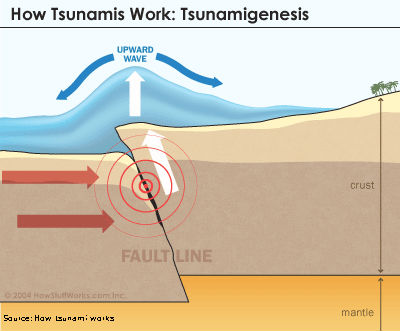 How Tsunamis Work: Tsunamigenesis
UPWARD
WAVE
crust
FAULT LINE
© 2004 HowStuffWorks.com Inc.
Source: How tsunami works
mantle